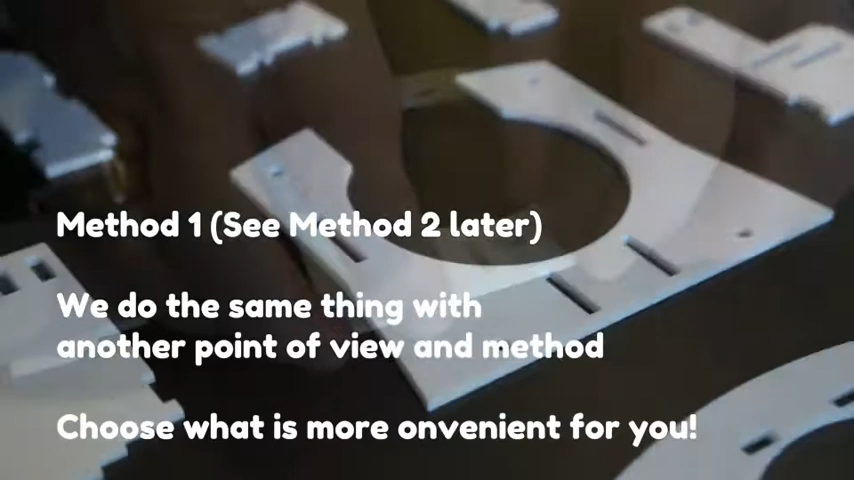 Method 1 (See Method 2 later)
We do the same thing with
another point of view and method
Choose what is more onvenient for you!